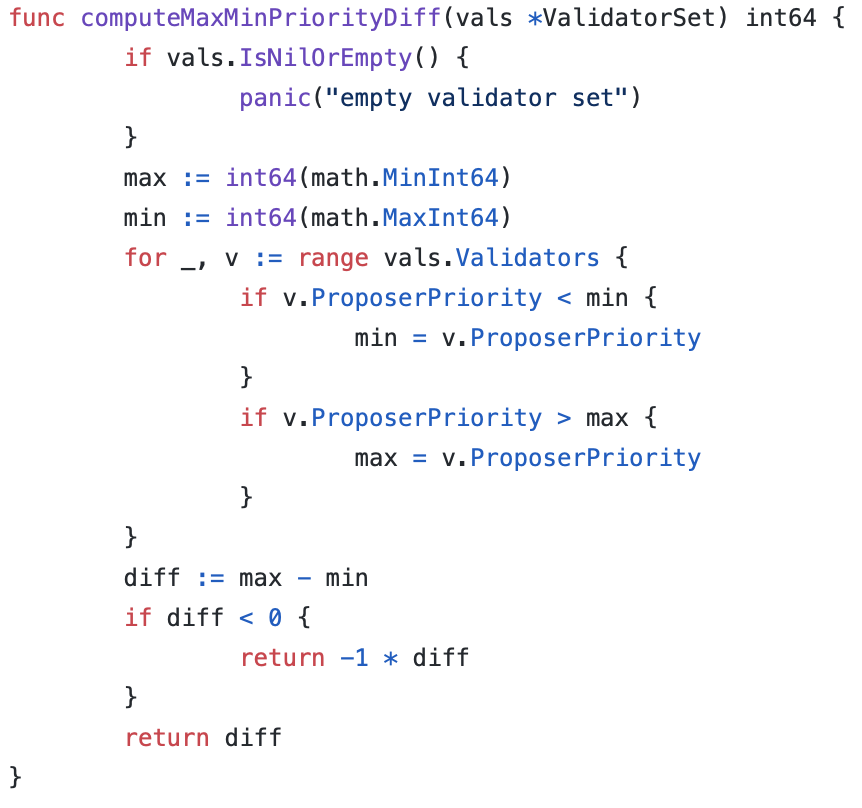 func computeMaxMinPriorityDiff(vals *ValidatorSet) int64 {
        if vals.IsNilOrEmpty() {
                panic("empty validator set")
        }
        max := int64(math.MinInt64)
        min := int64(math.MaxInt64)
        for _, v := range vals.Validators {
                if v.ProposerPriority < min {
                        min = v.ProposerPriority
                }
                if v.ProposerPriority > max {
                        max = v.ProposerPriority
                }
        }
        diff := max - min
        if diff < 0 {
                return -1 * diff
        }
        return diff
}